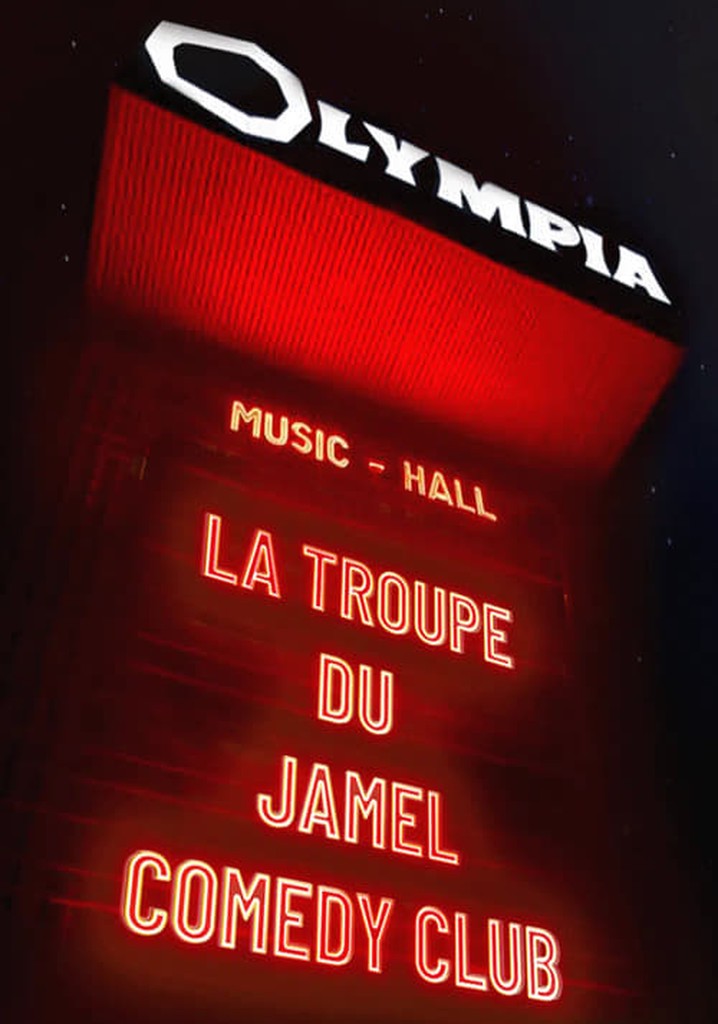 OLYMPIA
MUSIC - HALL
LA TROUPE
DU
JAMEL
COMEDY CLUB